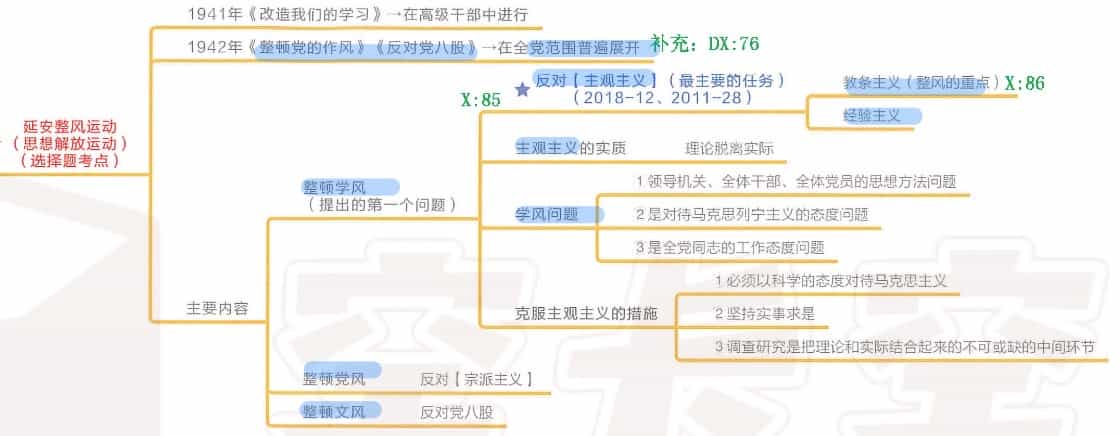 1941年《改造我们的学习》→在高级干部中进行
1942年《整顿党的作风》《反对党八股》→在全党范围普遍展开 补充：DX:76
延安整风运动
（思想解放运动）
（选择题考点）
主要内容
整顿学风
（提出的第一个问题）
X:85
反对【主观主义】（最主要的任务）
（2018-12、2011-28）
教条主义（整风的重点） X:86
经验主义
主观主义的实质 理论脱离实际
学风问题
1 领导机关、全体干部、全体党员的思想方法问题
2 是对待马克思列宁主义的态度问题
3 是全党同志的工作态度问题
克服主观主义的措施
1 必须以科学的态度对待马克思主义
2 坚持实事求是
3 调查研究是把理论和实际结合起来的不可或缺的中间环节
整顿党风 反对【宗派主义】
整顿文风 反对党八股